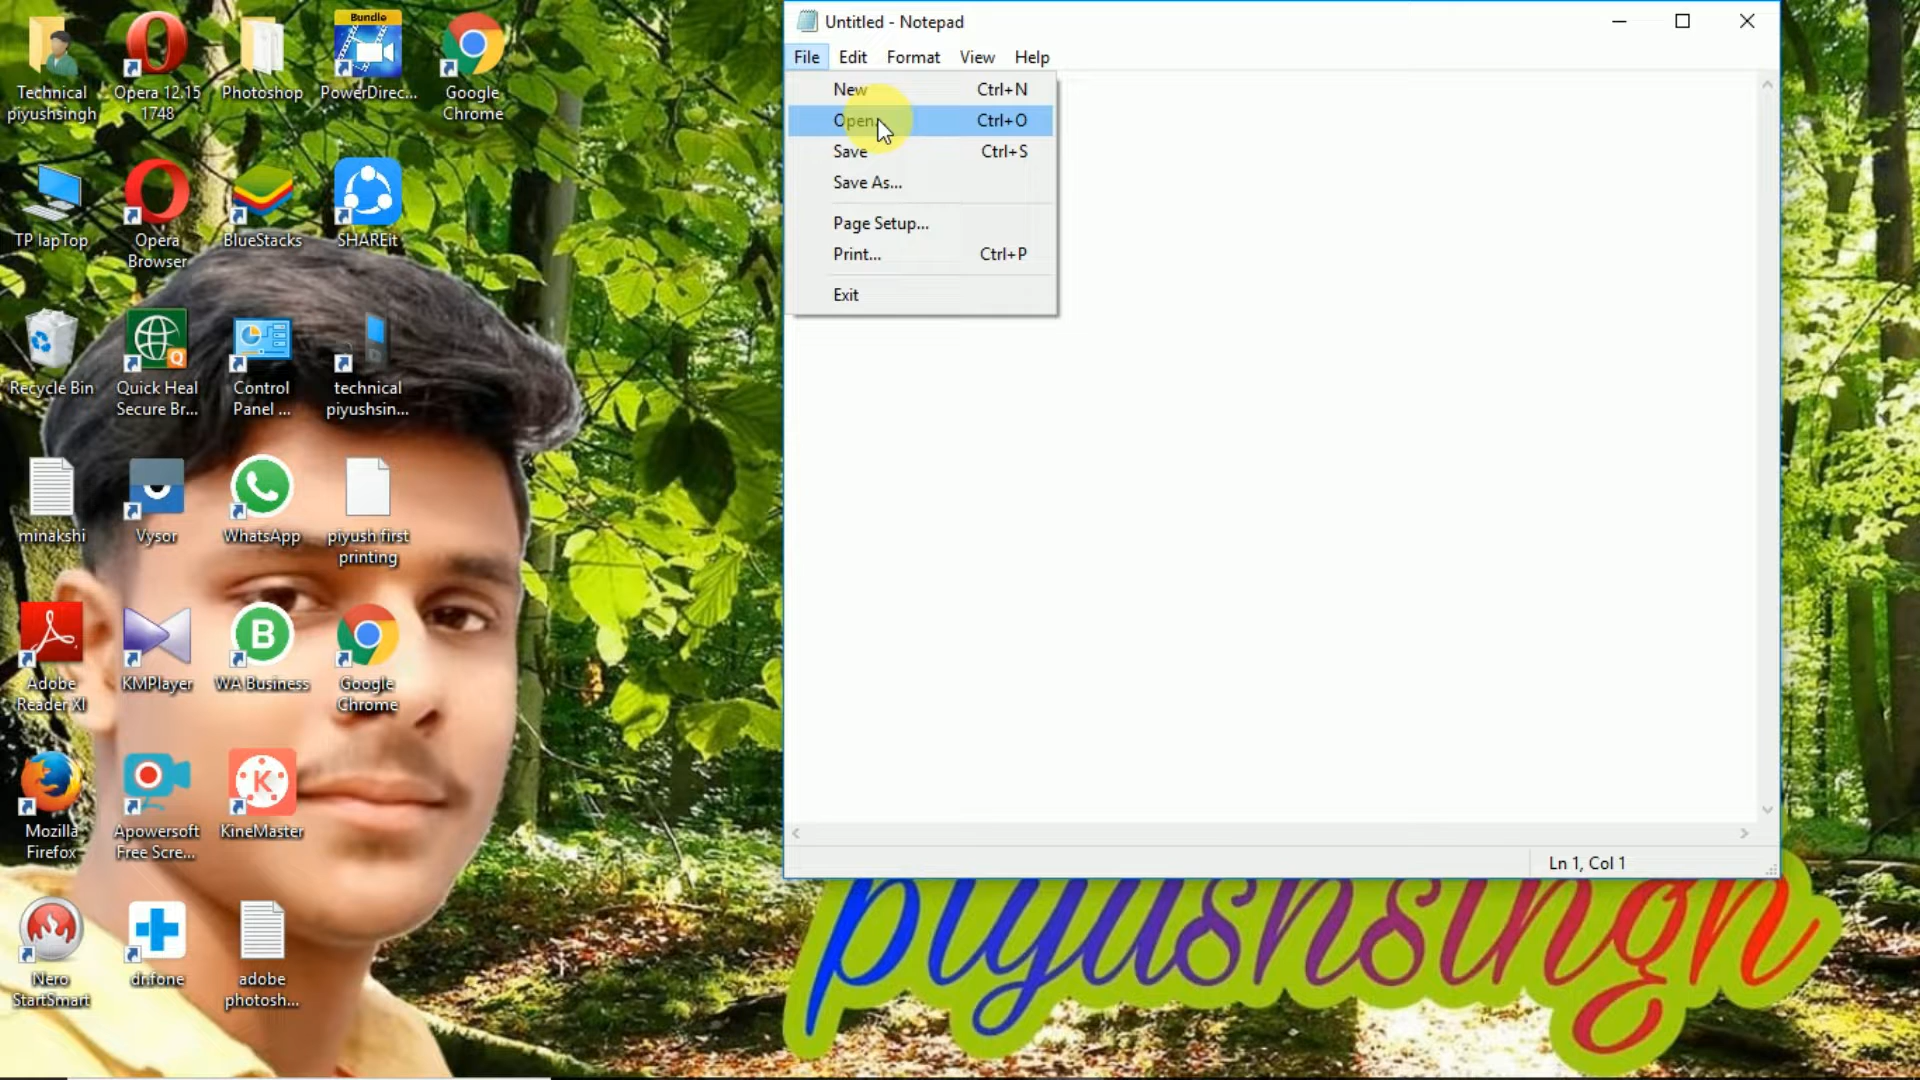 Bundle
Technical
piyushsingh
Opera 12.15
1748
Photoshop
PowerDirec...
Google
Chrome
TP lapTop
Opera
Browser
BlueStacks
SHAREit
Recycle Bin
Quick Heal
Secure Br...
Control
Panel ...
technical
piyushsin...
minakshi
Vysor
WhatsApp
piyush first
printing
Adobe
Reader XI
KMPlayer
B
WA Business
Google
Chrome
Mozilla
Firefox
Apowersoft
Free Scre...
K
KineMaster
Nero
StartSmart
dr.fone
adobe
photosh...
Untitled - Notepad
File Edit Format View Help
New Ctrl+N
Open... Ctrl+O
Save Ctrl+S
Save As...
Page Setup...
Print... Ctrl+P
Exit
Ln 1, Col 1
piyushsingh